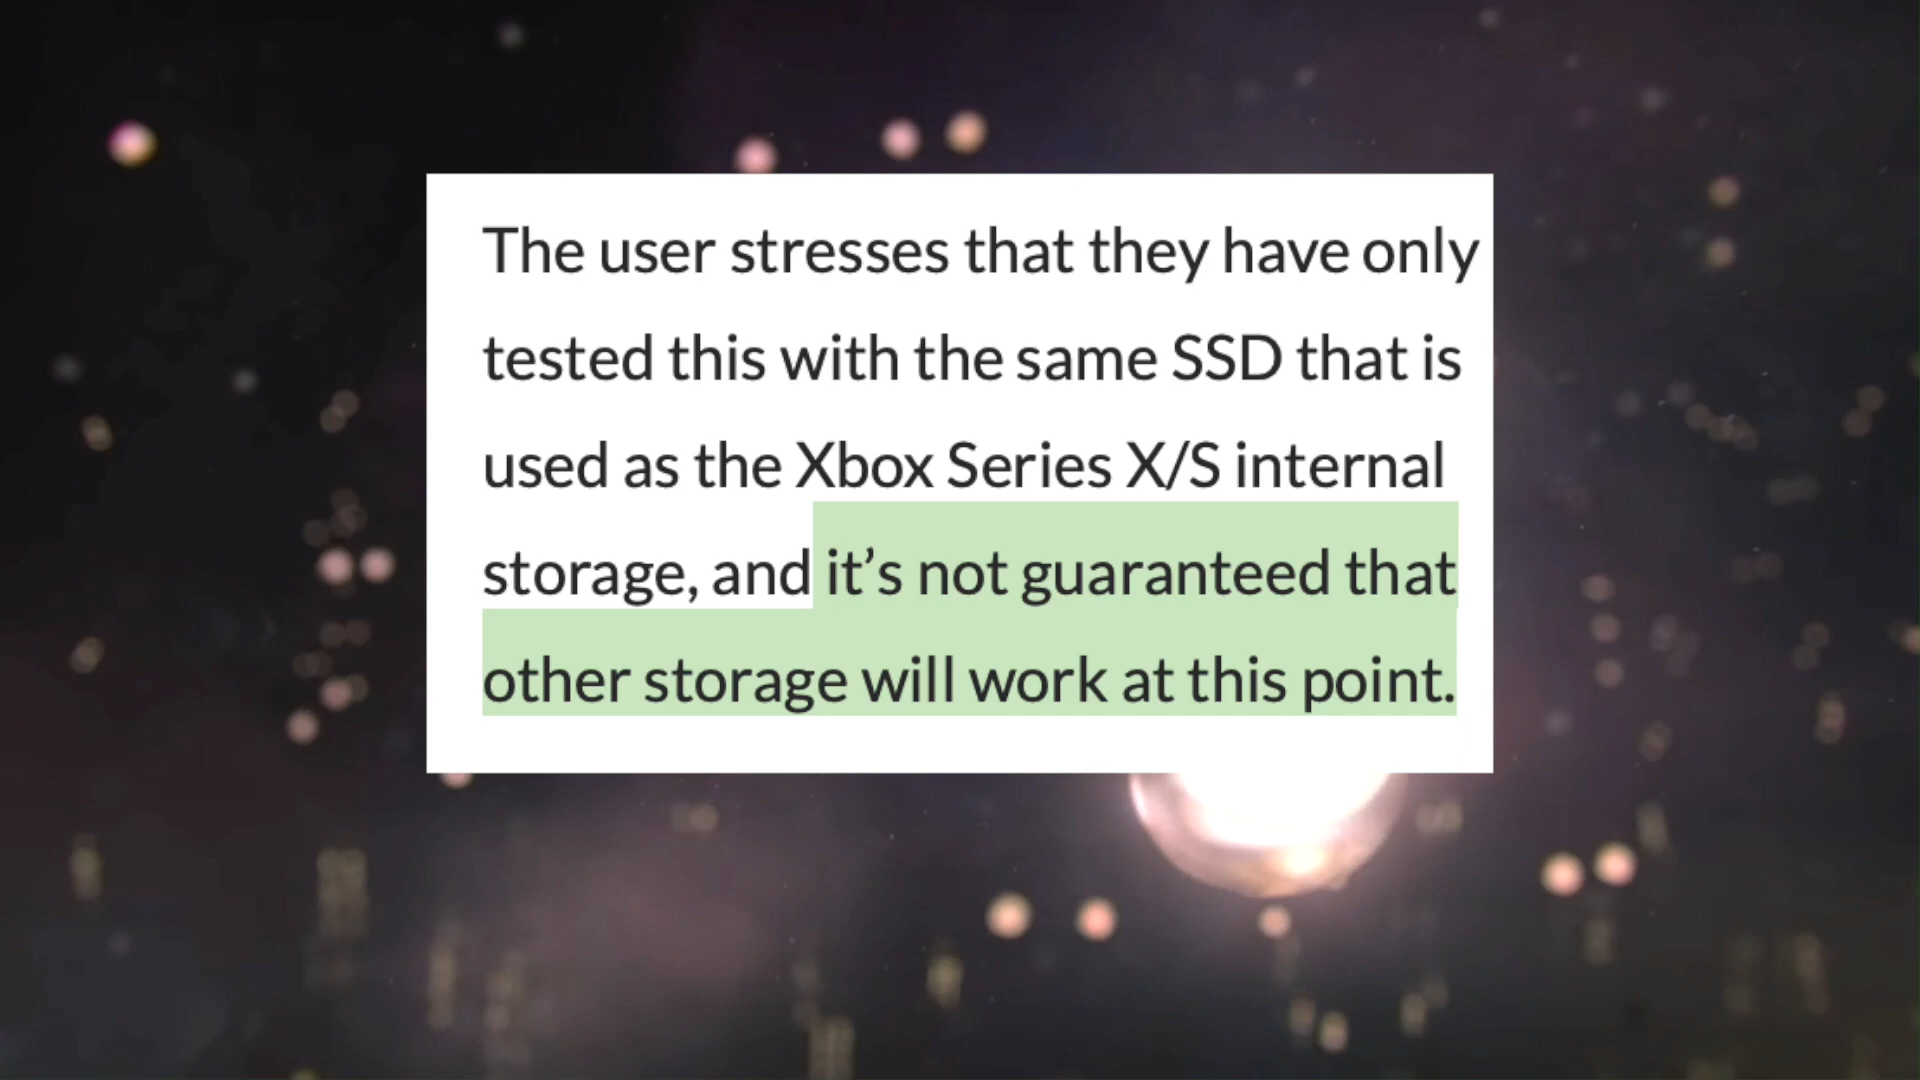 The user stresses that they have only
tested this with the same SSD that is
used as the Xbox Series X/S internal
storage, and it’s not guaranteed that
other storage will work at this point.